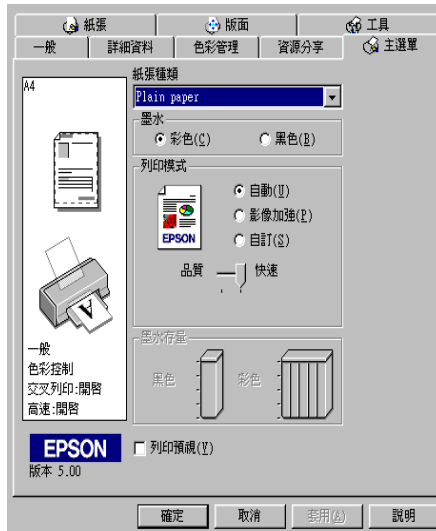 紙張 版面 工具
一般 詳細資料 色彩管理 資源分享 主選單
A4
紙張種類
Plain paper
墨水
彩色(C) 黑色(B)
列印模式
EPSON
自動(U)
影像加強(P)
自訂(S)
品質 快速
墨水存量
黑色 彩色
A
一般
色彩控制
交叉列印:開啓
高速:開啓
EPSON
版本 5.00
列印預視(V)
確定 取消 套用(A) 說明